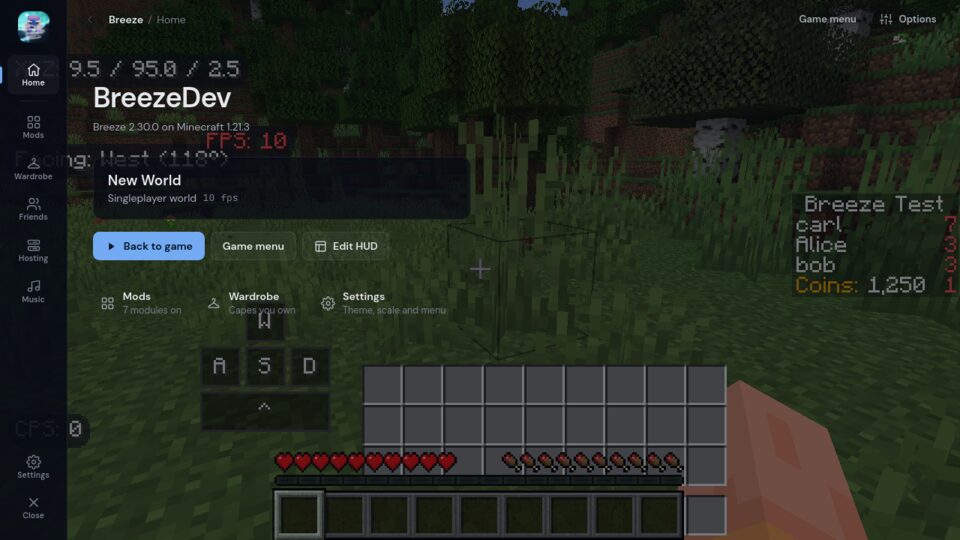 Breeze / Home
Game menu
Options
Home
9.5 / 95.0 / 2.5
BreezeDev
Breeze 2.30.0 on Minecraft 1.21.3
FPS: 10
Mods
Facing: West (118°)
New World
Singleplayer world 10 fps
Wardrobe
Friends
Back to game
Game menu
Edit HUD
Hosting
Music
Mods
7 modules on
Wardrobe
Capes you own
Settings
Theme, scale and menu
W
A S D
^
Breeze Test
carl 7
Alice 3
bob 3
Coins: 1,250 1
CPS: 0
Settings
Close